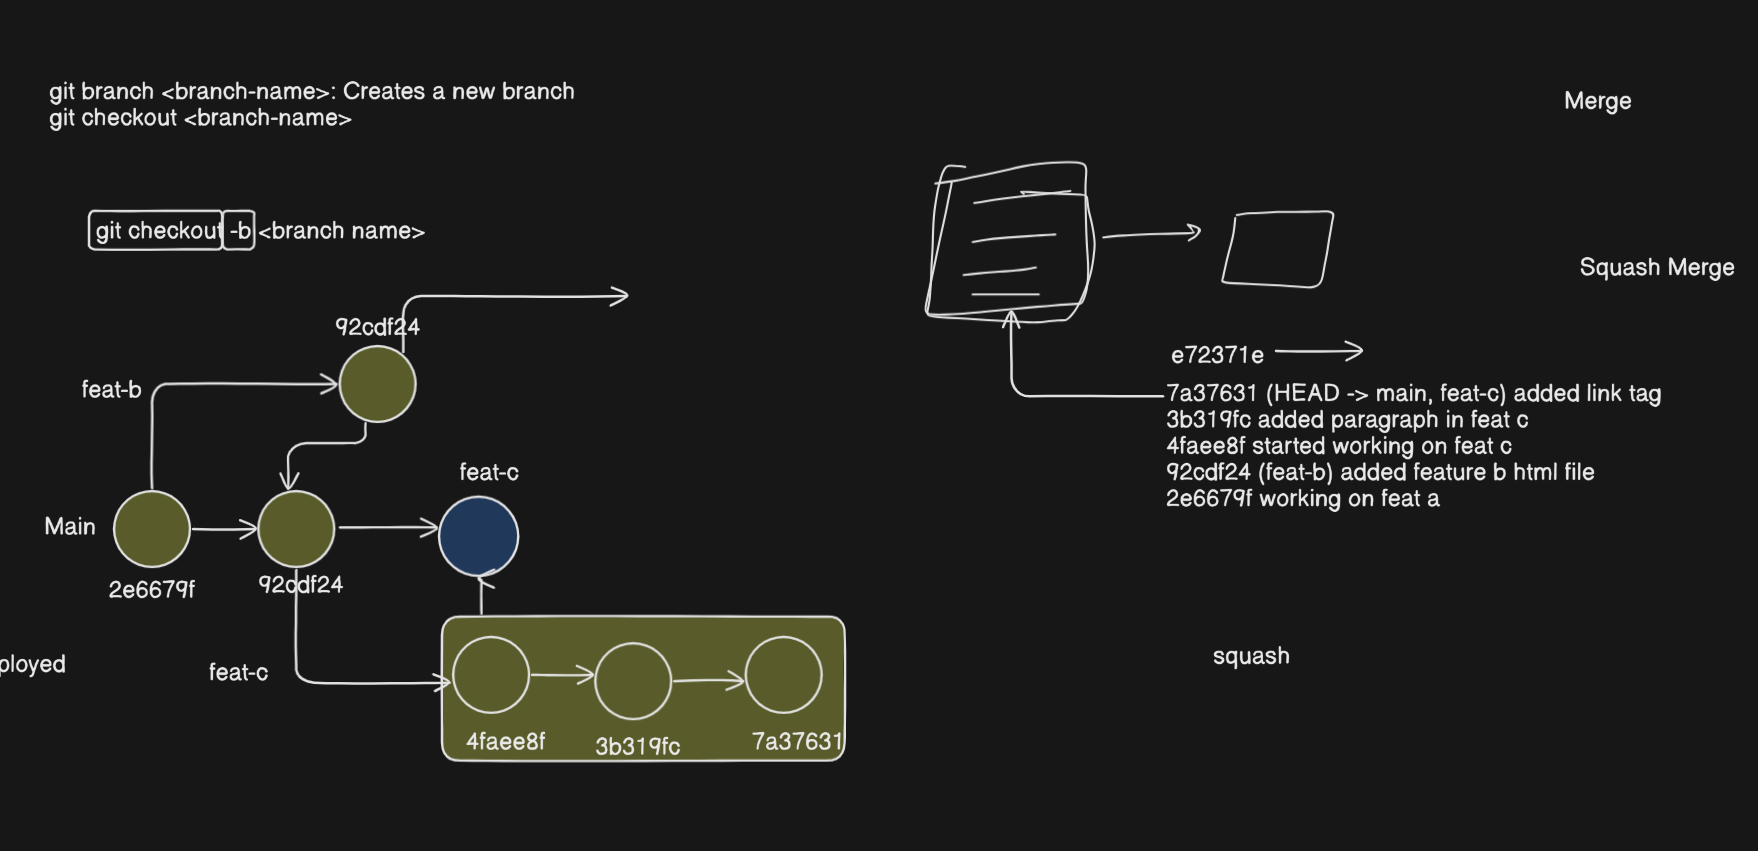 git branch <branch-name>: Creates a new branch
git checkout <branch-name>
Merge
git checkout -b <branch name>
Squash Merge
92cdf24
e72371e
feat-b
7a37631 (HEAD -> main, feat-c) added link tag
3b319fc added paragraph in feat c
4faee8f started working on feat c
92cdf24 (feat-b) added feature b html file
2e6679f working on feat a
feat-c
Main
2e6679f
92cdf24
ployed
feat-c
squash
4faee8f
3b319fc
7a37631